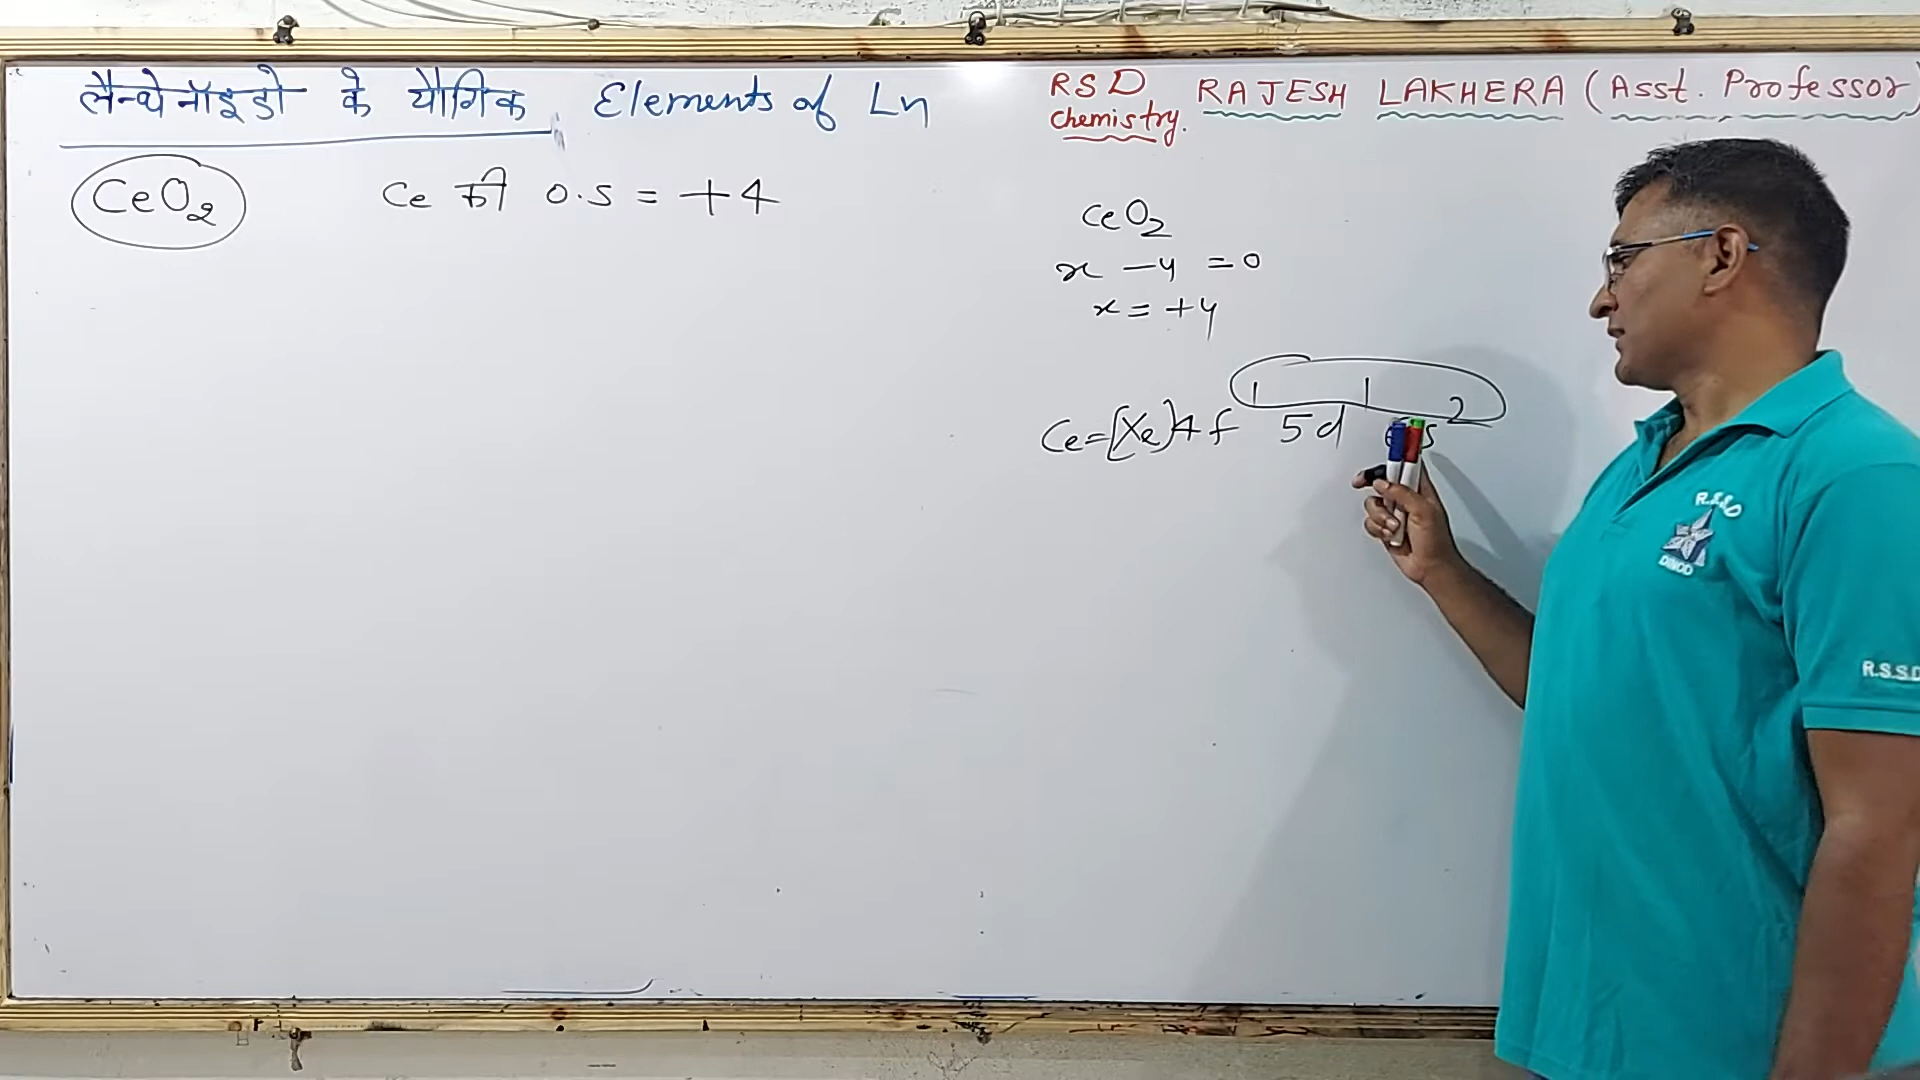 लैन्थेनॉइडो के यौगिक, Elements of Ln
RSD Chemistry. RAJESH LAKHERA (Asst. Professor)
CeO₂ Ce की O.S = +4
CeO₂
x - 4 = 0
x = +4
Ce=[Xe]4f¹ 5d¹ 6s²
R.S.S.D
DINOD
R.S.S.D